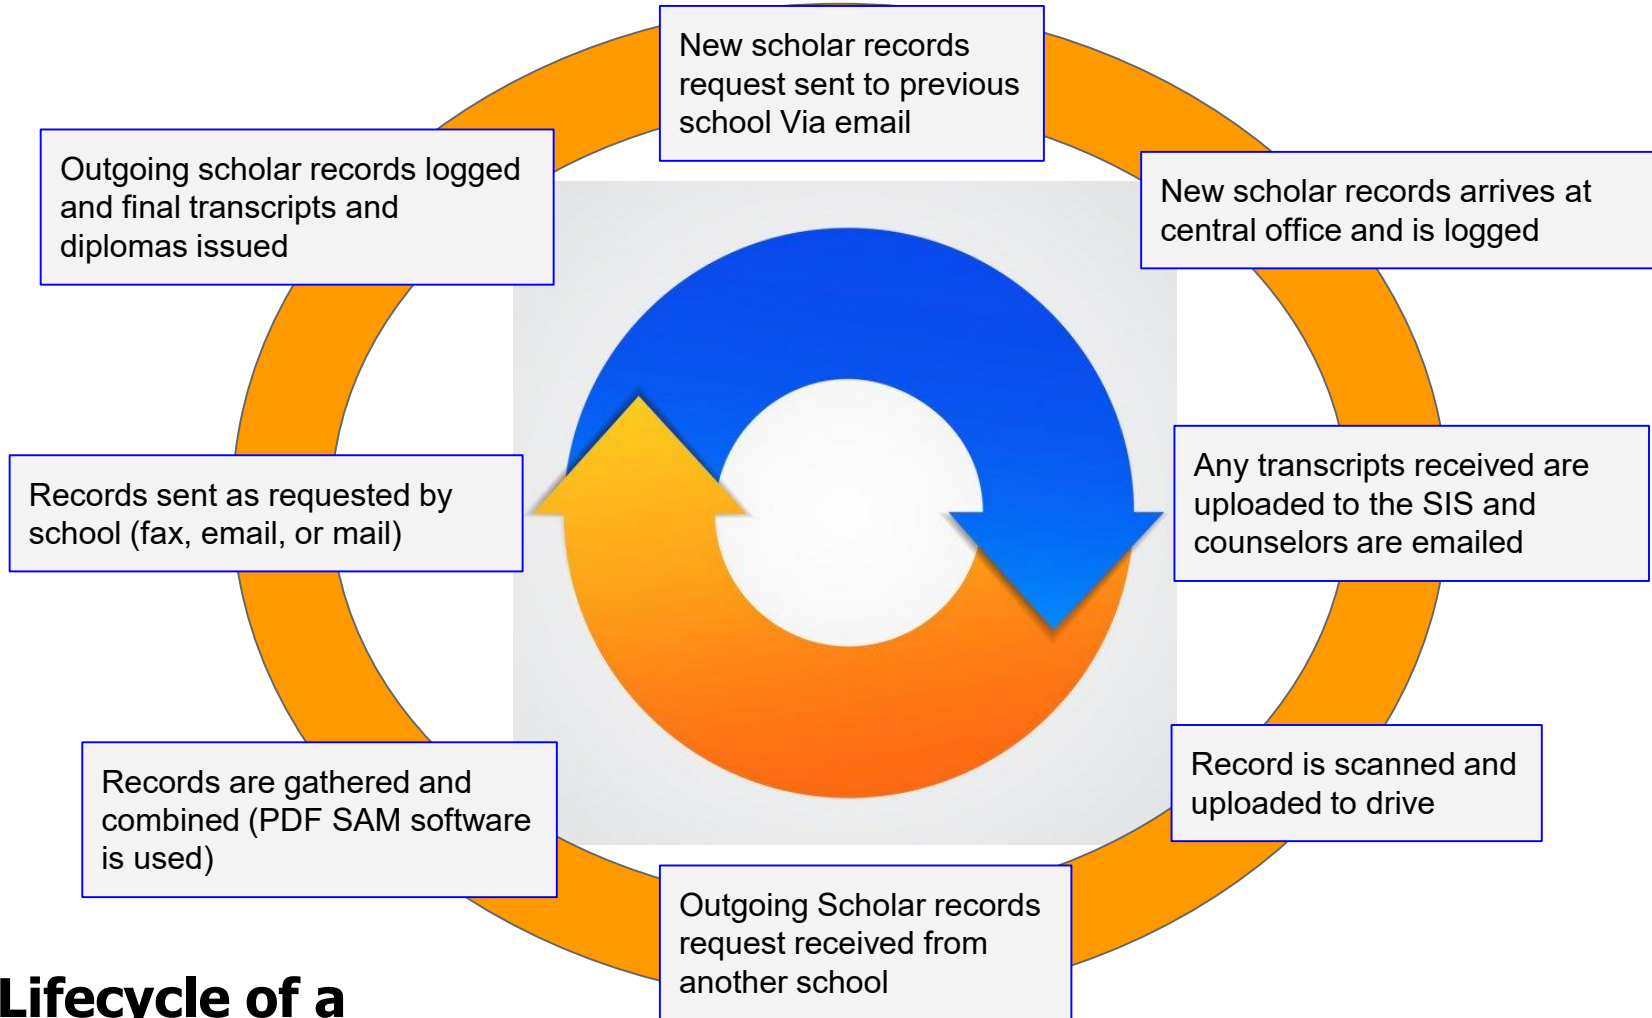 New scholar records
request sent to previous
school Via email
New scholar records arrives at
central office and is logged
Any transcripts received are
uploaded to the SIS and
counselors are emailed
Record is scanned and
uploaded to drive
Outgoing Scholar records
request received from
another school
Records are gathered and
combined (PDF SAM software
is used)
Records sent as requested by
school (fax, email, or mail)
Outgoing scholar records logged
and final transcripts and
diplomas issued
Lifecycle of a